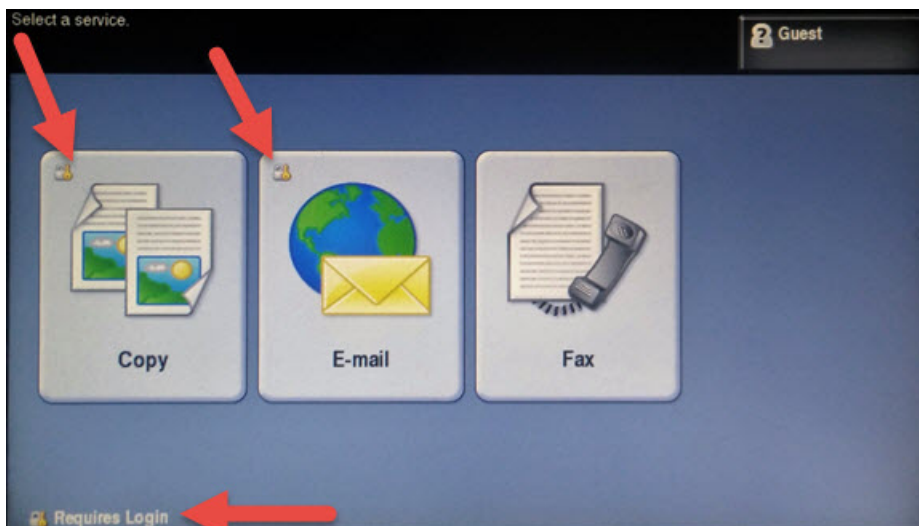 Select a service.
Guest
Copy
E-mail
Fax
Requires Login